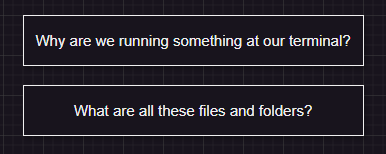 Why are we running something at our terminal?
What are all these files and folders?